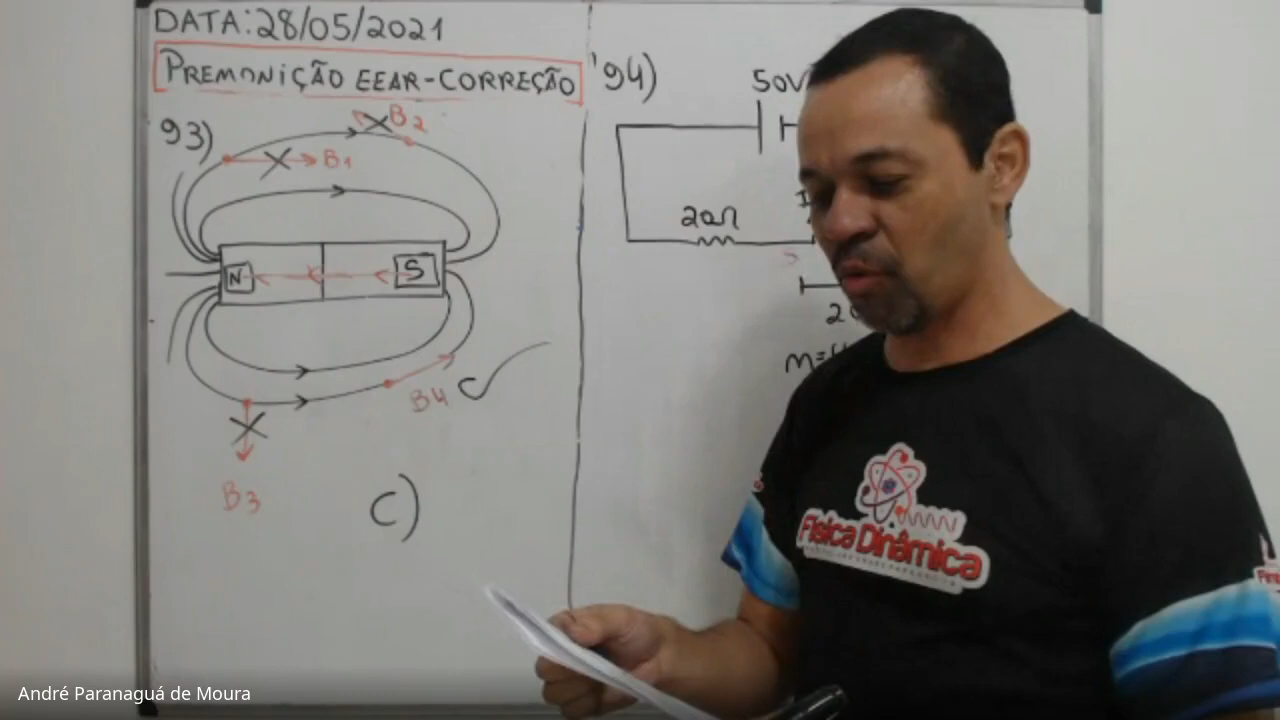 DATA:28/05/2021
PREMONIÇÃO EEAR-CORREÇÃO
93)
B2
B1
N
S
B4
B3
C)
94)
50V
20Ω
Física Dinâmica
André Paranaguá de Moura